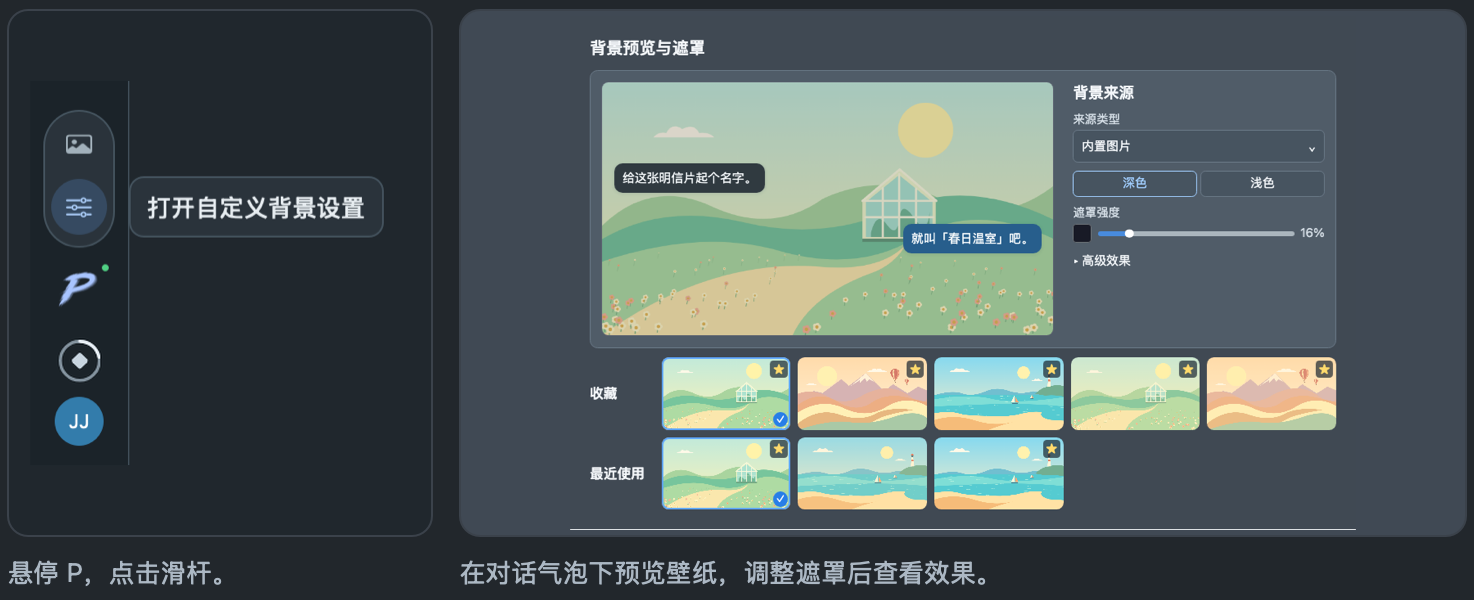 打开自定义背景设置
P
JJ
悬停 P，点击滑杆。
背景预览与遮罩
给这张明信片起个名字。
就叫「春日温室」吧。
背景来源
来源类型
内置图片
深色
浅色
遮罩强度
16%
高级效果
收藏
最近使用
在对话气泡下预览壁纸，调整遮罩后查看效果。